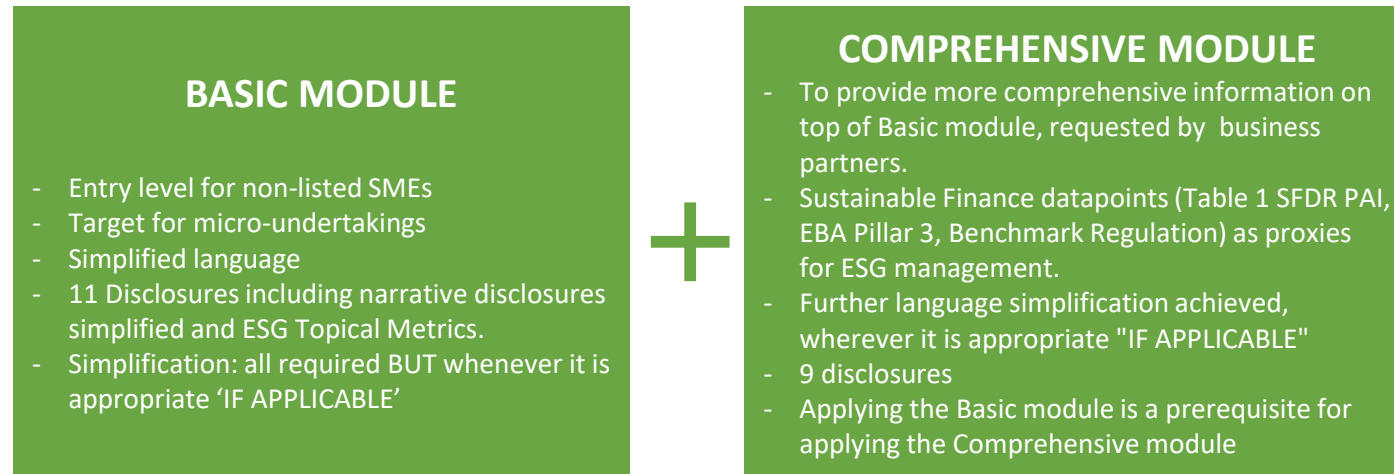 BASIC MODULE
- Entry level for non-listed SMEs
- Target for micro-undertakings
- Simplified language
- 11 Disclosures including narrative disclosures
simplified and ESG Topical Metrics.
- Simplification: all required BUT whenever it is
appropriate ‘IF APPLICABLE’
+
COMPREHENSIVE MODULE
- To provide more comprehensive information on
top of Basic module, requested by business
partners.
- Sustainable Finance datapoints (Table 1 SFDR PAI,
EBA Pillar 3, Benchmark Regulation) as proxies
for ESG management.
- Further language simplification achieved,
wherever it is appropriate "IF APPLICABLE"
- 9 disclosures
- Applying the Basic module is a prerequisite for
applying the Comprehensive module